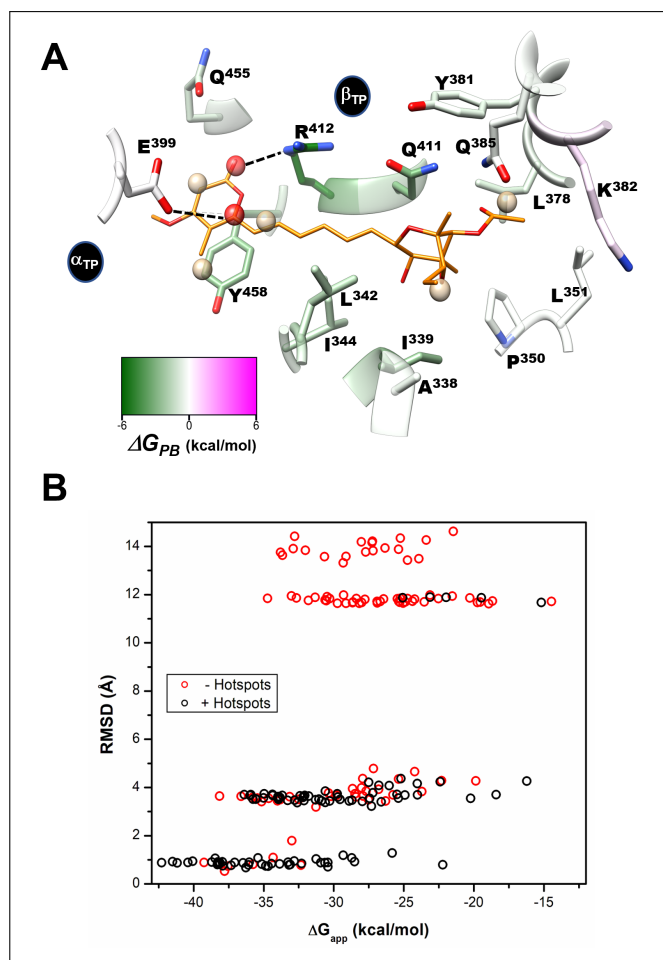 A
Q455
βTP
Y381
E399
R412
Q411
Q385
K382
L378
αTP
Y458
L342
L351
I344
I339
P350
A338
-6 0 6
ΔG_PB (kcal/mol)
B
14
12
10
8
6
4
2
0
- Hotspots
+ Hotspots
RMSD (Å)
-40 -35 -30 -25 -20 -15
ΔG_app (kcal/mol)